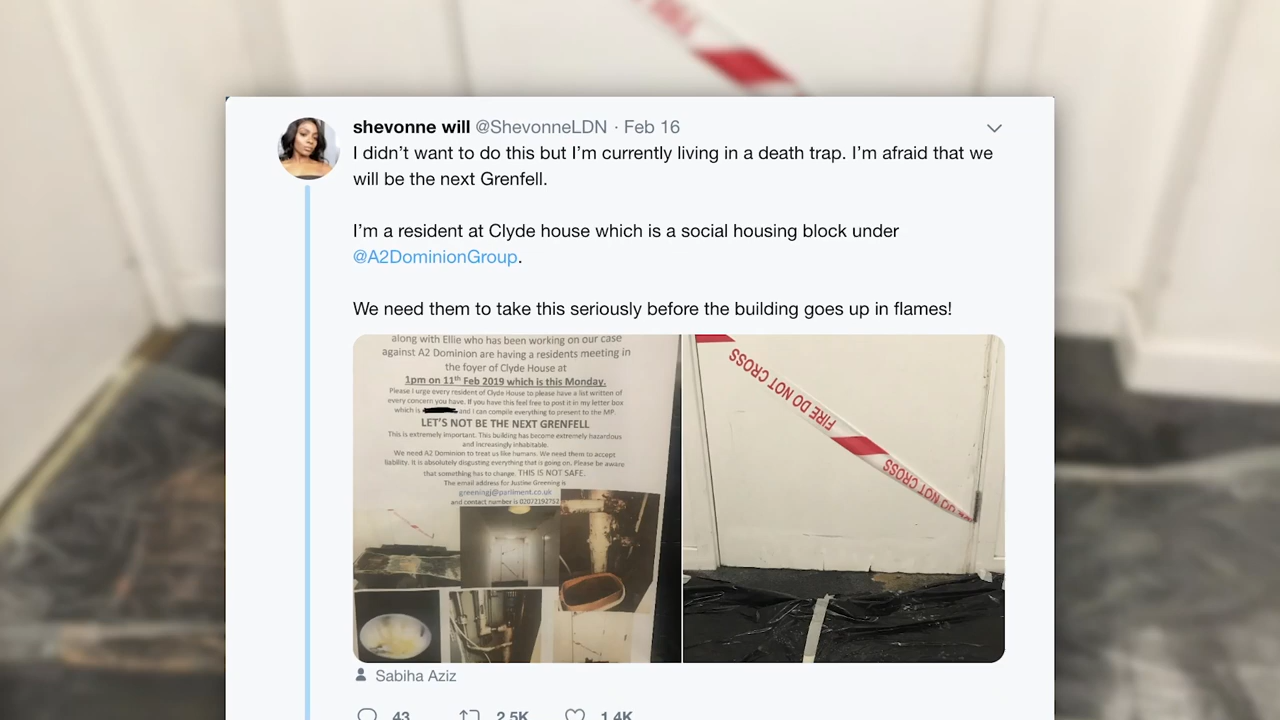 shevonne will @ShevonneLDN · Feb 16
I didn’t want to do this but I’m currently living in a death trap. I’m afraid that we
will be the next Grenfell.
I’m a resident at Clyde house which is a social housing block under
@A2DominionGroup.
We need them to take this seriously before the building goes up in flames!
along with Ellie who has been working on our case
against A2 Dominion are having a residents meeting in
the foyer of Clyde House at
1pm on 11th Feb 2019 which is this Monday.
Please I urge every resident of Clyde House to please have a list written of
every concern you have. If you have this feel free to post it in my letter box
which is and I can compile everything to present to the MP.
LET’S NOT BE THE NEXT GRENFELL
This is extremely important. This building has become extremely hazardous
and increasingly inhabitable.
We need A2 Dominion to treat us like humans. We need them to accept
liability. It is absolutely disgusting everything that is going on. Please be aware
that something has to change. THIS IS NOT SAFE.
The email address for Justine Greening is
greeningj@parliment.co.uk
and contact number is 02072192752
FIRE DO NOT CROSS
DO NOT CROSS
Sabiha Aziz
43 2.5K 1.4K